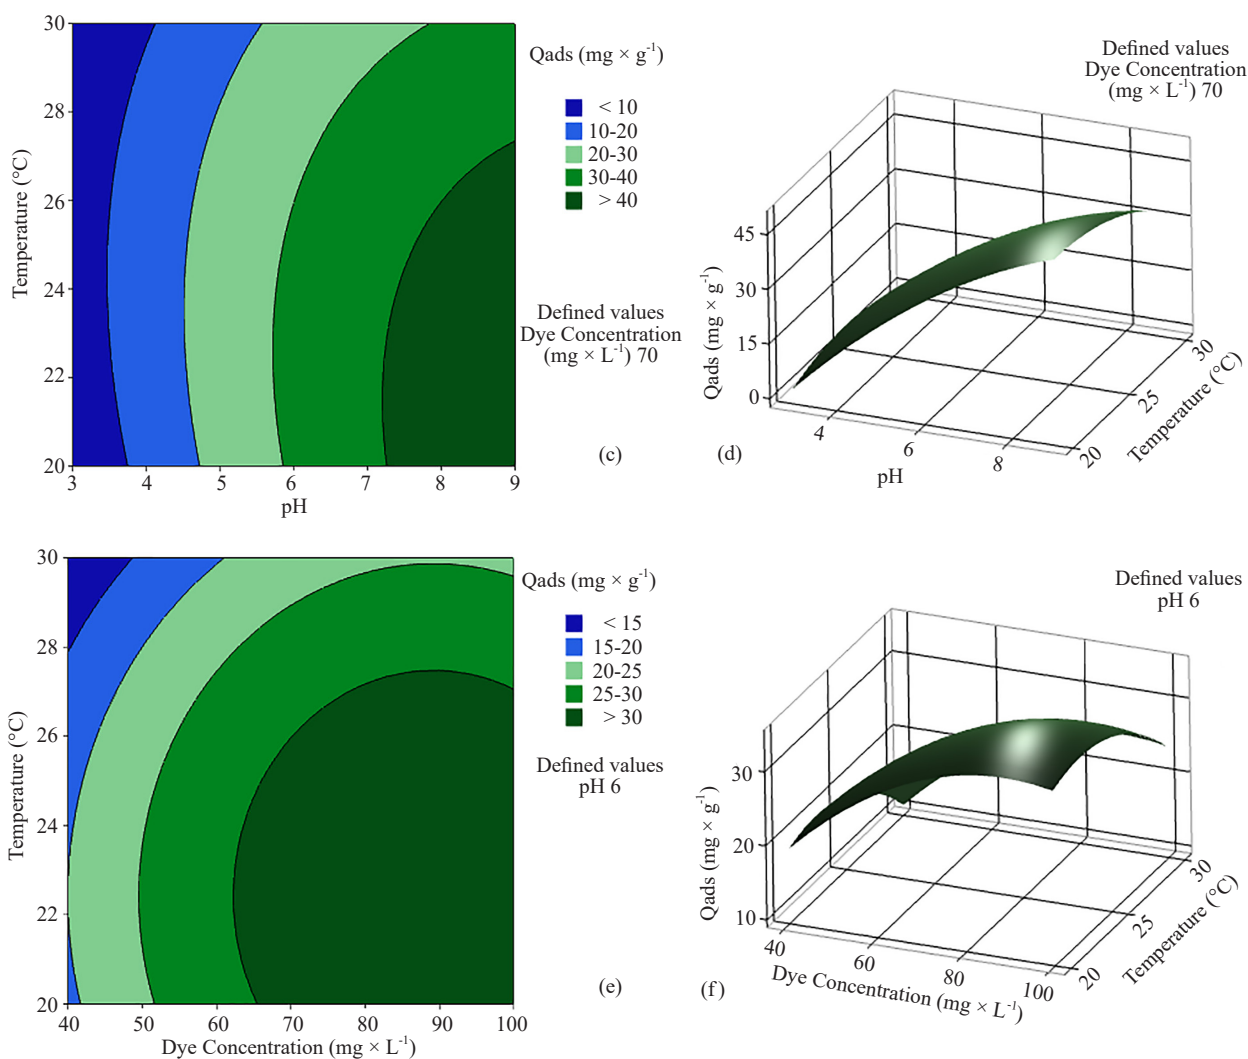 30
28
26
24
22
20
Temperature (°C)
3 4 5 6 7 8 9
pH
Qads (mg × g⁻¹)
< 10
10-20
20-30
30-40
> 40
Defined values
Dye Concentration
(mg × L⁻¹) 70
(c)
Defined values
Dye Concentration
(mg × L⁻¹) 70
45
30
15
0
Qads (mg × g⁻¹)
4 6 8
pH
20 25 30
Temperature (°C)
(d)
30
28
26
24
22
20
Temperature (°C)
40 50 60 70 80 90 100
Dye Concentration (mg × L⁻¹)
Qads (mg × g⁻¹)
< 15
15-20
20-25
25-30
> 30
Defined values
pH 6
(e)
Defined values
pH 6
30
20
10
Qads (mg × g⁻¹)
40 60 80 100
Dye Concentration (mg × L⁻¹)
20 25 30
Temperature (°C)
(f)